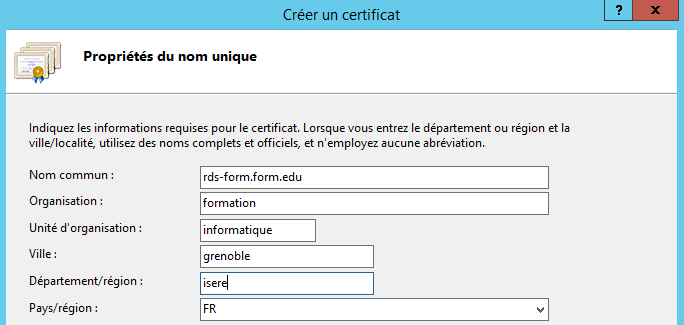 Créer un certificat
? X
Propriétés du nom unique
Indiquez les informations requises pour le certificat. Lorsque vous entrez le département ou région et la
ville/localité, utilisez des noms complets et officiels, et n'employez aucune abréviation.
Nom commun : rds-form.form.edu
Organisation : formation
Unité d'organisation : informatique
Ville : grenoble
Département/région : isere
Pays/région : FR